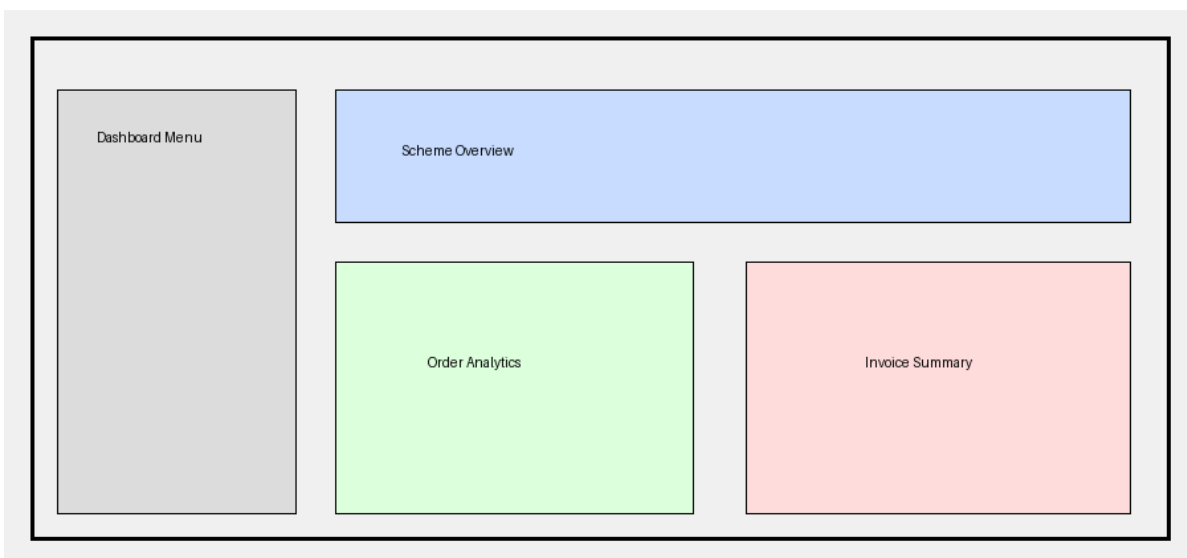 Dashboard Menu
Scheme Overview
Order Analytics
Invoice Summary